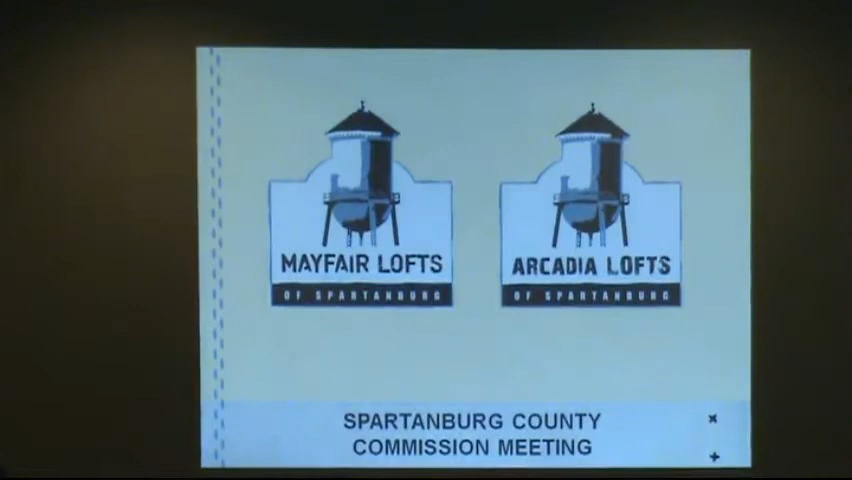 MAYFAIR LOFTS
OF SPARTANBURG
ARCADIA LOFTS
OF SPARTANBURG
SPARTANBURG COUNTY
COMMISSION MEETING